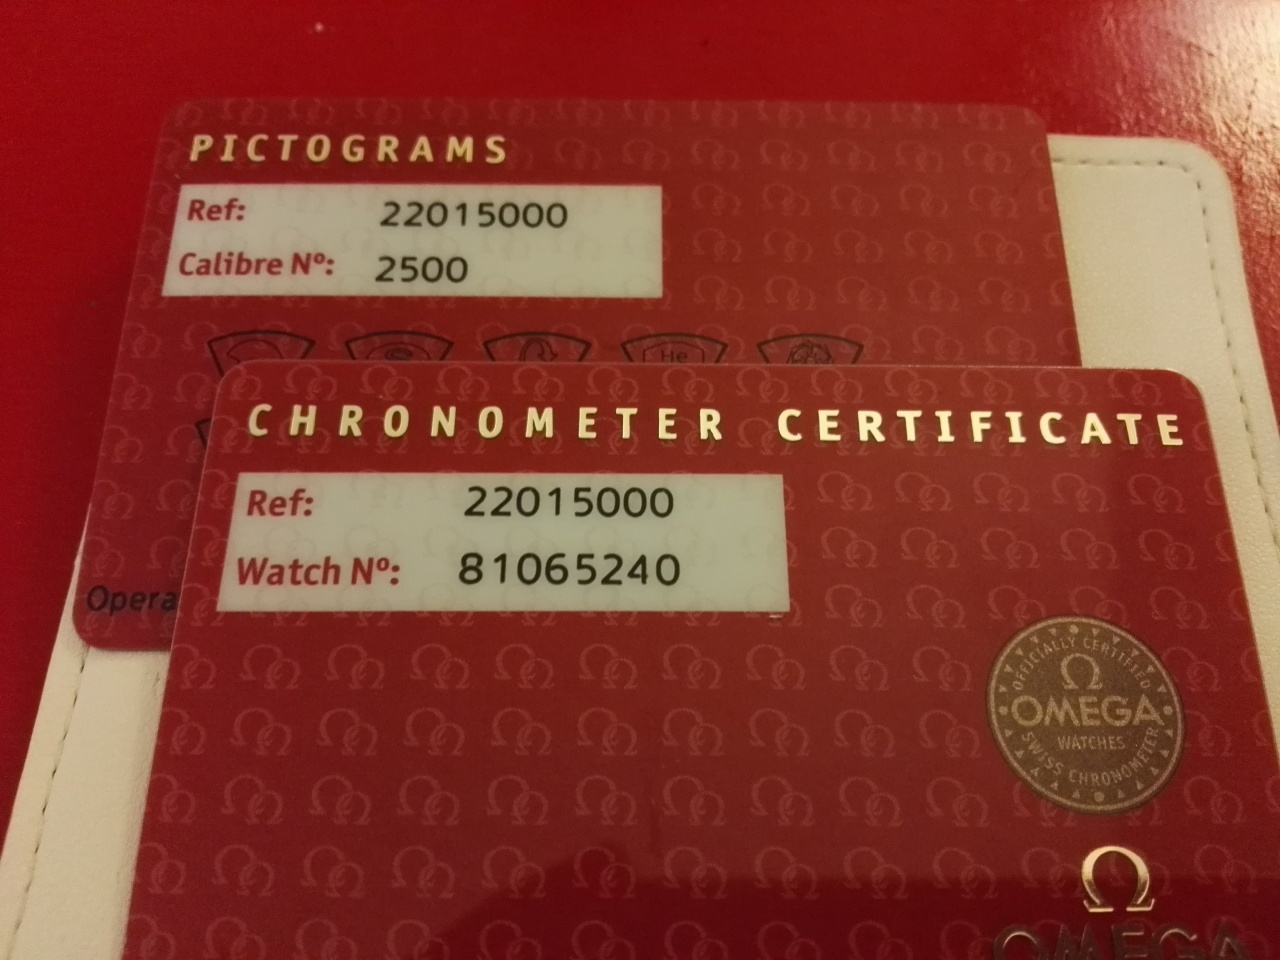 PICTOGRAMS
Ref: 22015000
Calibre Nº: 2500
He
Opera
CHRONOMETER CERTIFICATE
Ref: 22015000
Watch Nº: 81065240
OFFICIALLY CERTIFIED
Ω
OMEGA
WATCHES
SWISS CHRONOMETER
Ω
OMEGA